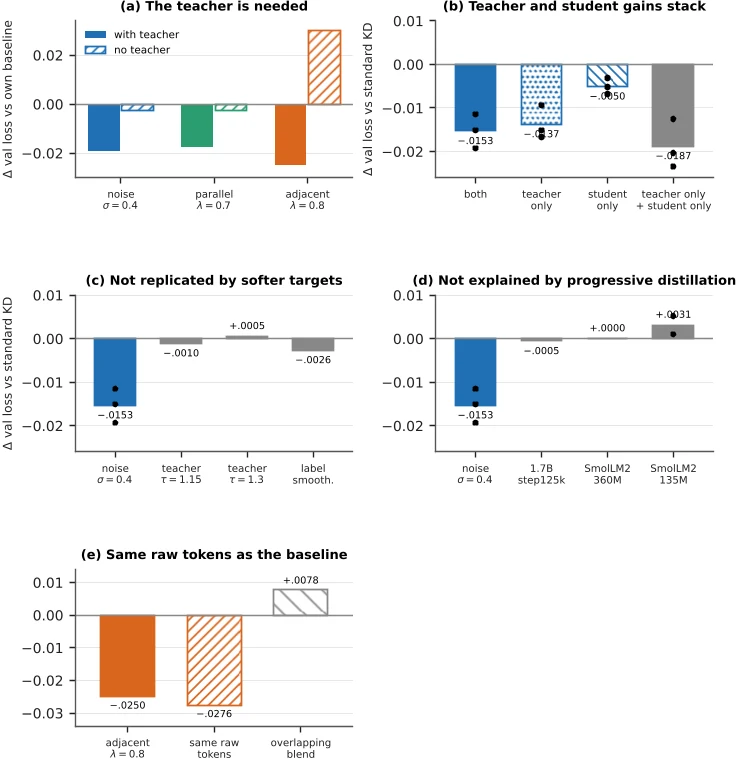 (a) The teacher is needed
Δ val loss vs own baseline
0.02
0.00
−0.02
with teacher
no teacher
noise
σ = 0.4
parallel
λ = 0.7
adjacent
λ = 0.8
(b) Teacher and student gains stack
Δ val loss vs standard KD
0.01
0.00
−0.01
−0.02
−.0153
−.0050
−.0187
both
teacher
only
student
only
teacher only
+ student only
(c) Not replicated by softer targets
Δ val loss vs standard KD
0.01
0.00
−0.01
−0.02
−.0153
−.0010
+.0005
−.0026
noise
σ = 0.4
teacher
τ = 1.15
teacher
τ = 1.3
label
smooth.
(d) Not explained by progressive distillation
0.01
0.00
−0.01
−0.02
−.0153
−.0005
+.0000
+.0031
noise
σ = 0.4
1.7B
step125k
SmolLM2
360M
SmolLM2
135M
(e) Same raw tokens as the baseline
0.01
0.00
−0.01
−0.02
−0.03
−.0250
−.0276
+.0078
adjacent
λ = 0.8
same raw
tokens
overlapping
blend